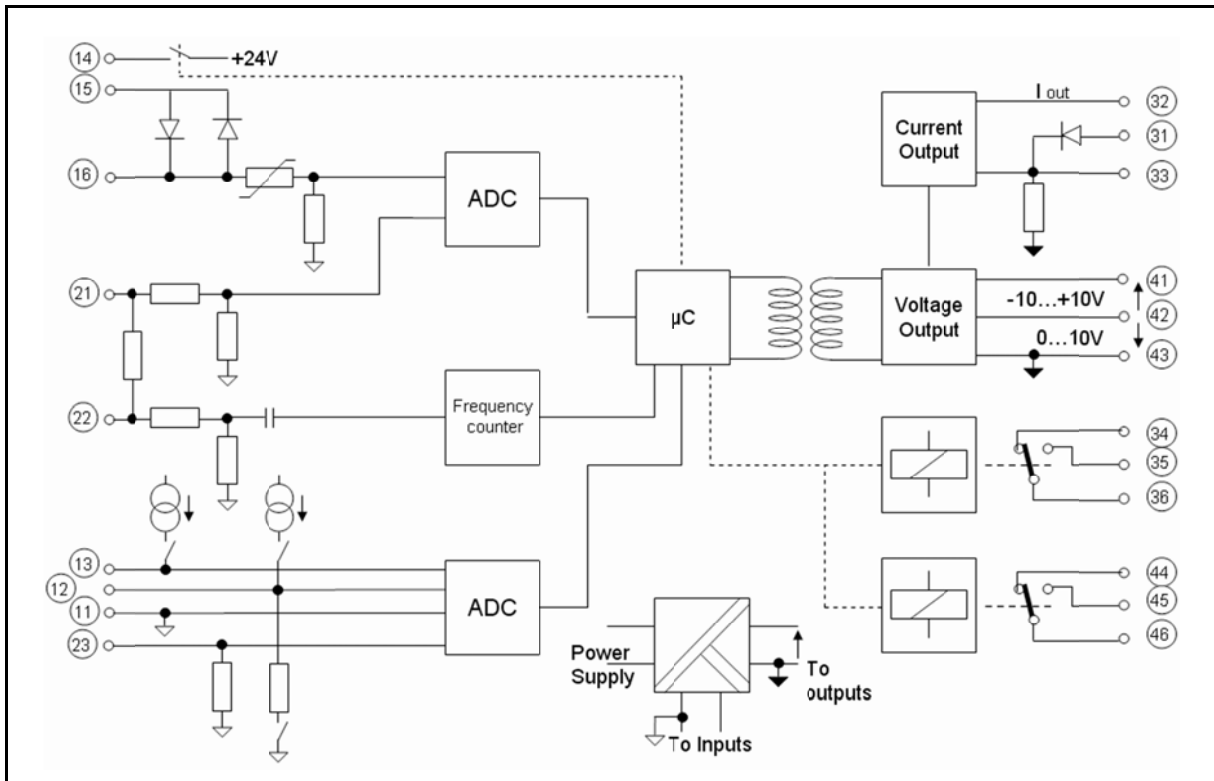 14
+24V
15
16
ADC
21
22
Frequency
counter
13
12
11
23
ADC
µC
Power
Supply
To
outputs
To Inputs
Current
Output
I out
32
31
33
Voltage
Output
41
-10...+10V
42
0...10V
43
34
35
36
44
45
46